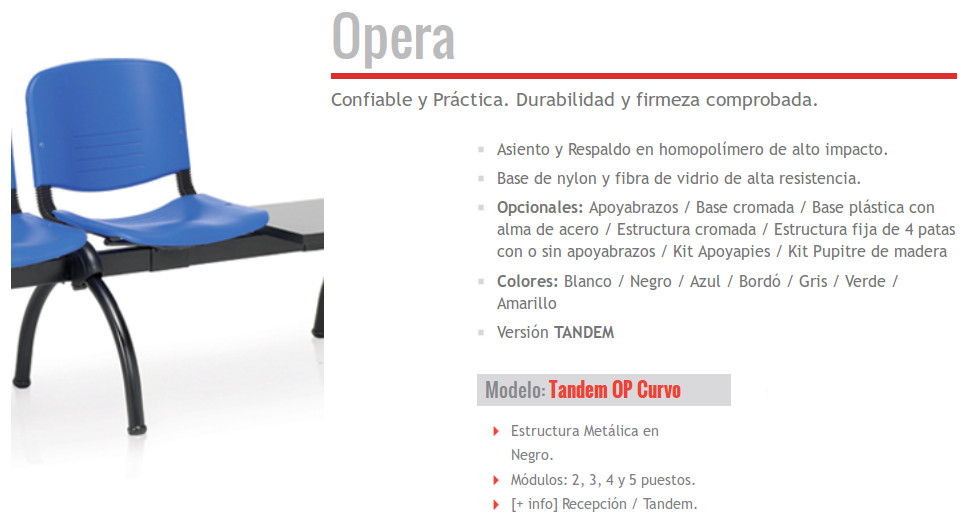 Opera
Confiable y Práctica. Durabilidad y firmeza comprobada.
Asiento y Respaldo en homopolímero de alto impacto.
Base de nylon y fibra de vidrio de alta resistencia.
Opcionales: Apoyabrazos / Base cromada / Base plástica con
alma de acero / Estructura cromada / Estructura fija de 4 patas
con o sin apoyabrazos / Kit Apoyapies / Kit Pupitre de madera
Colores: Blanco / Negro / Azul / Bordó / Gris / Verde /
Amarillo
Versión TANDEM
Modelo: Tandem OP Curvo
Estructura Metálica en
Negro.
Módulos: 2, 3, 4 y 5 puestos.
[+ info] Recepción / Tandem.